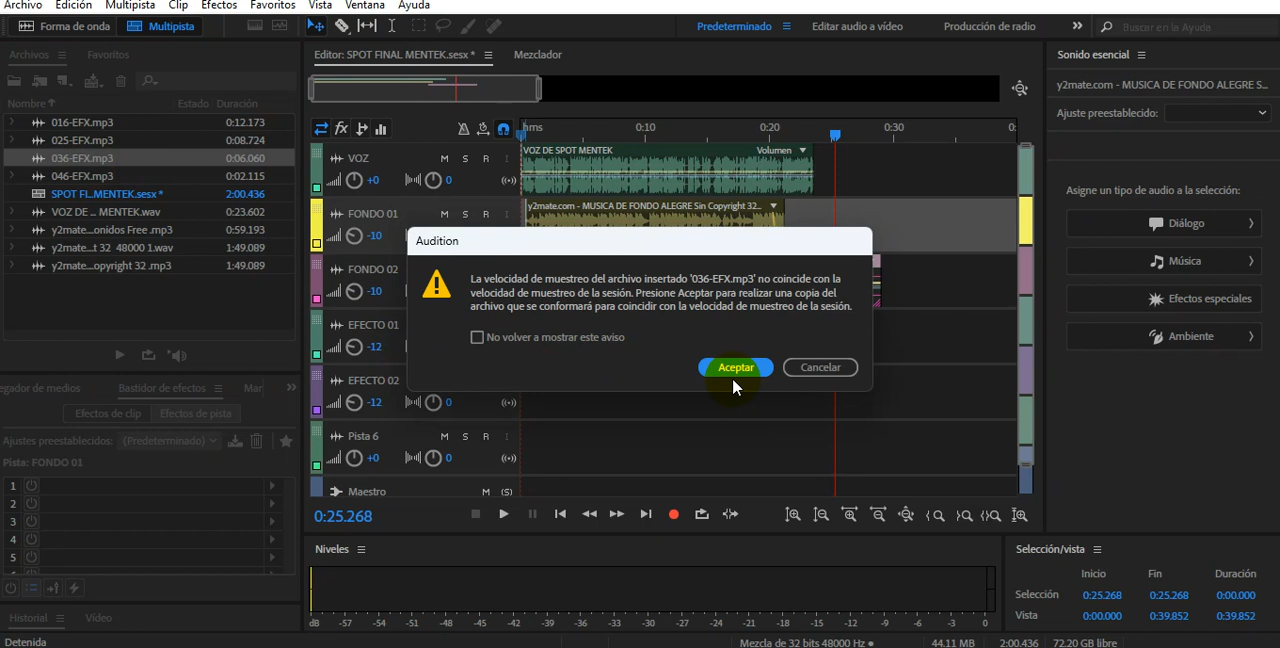 Archivo Edición Multipista Clip Efectos Favoritos Vista Ventana Ayuda
Forma de onda Multipista Predeterminado Editar audio a vídeo Producción de radio Buscar en la Ayuda
Archivos Favoritos
Nombre Estado Duración
016-EFX.mp3 0:12.173
025-EFX.mp3 0:08.724
036-EFX.mp3 0:06.060
046-EFX.mp3 0:02.115
SPOT FI...MENTEK.sesx * 2:00.436
VOZ DE ... MENTEK.wav 0:23.602
y2mate....onidos Free .mp3 0:59.193
y2mate....t 32 48000 1.wav 1:49.089
y2mate....opyright 32 .mp3 1:49.089
egador de medios Bastidor de efectos Mar
Efectos de clip Efectos de pista
Ajustes preestablecidos: (Predeterminado)
Pista: FONDO 01
1
2
3
4
5
Historial Vídeo
Detenida
Editor: SPOT FINAL MENTEK.sesx * Mezclador
hms 0:10 0:20 0:30 0:
VOZ M S R I
+0 0
VOZ DE SPOT MENTEK Volumen
FONDO 01 M S R I
-10
y2mate.com - MUSICA DE FONDO ALEGRE Sin Copyright 32...
FONDO 02
-10
EFECTO 01
-12
EFECTO 02
-12 0
Pista 6 M S R I
+0 0
Maestro M (S)
Audition
La velocidad de muestreo del archivo insertado '036-EFX.mp3' no coincide con la
velocidad de muestreo de la sesión. Presione Aceptar para realizar una copia del
archivo que se conformará para coincidir con la velocidad de muestreo de la sesión.
No volver a mostrar este aviso
Aceptar Cancelar
0:25.268
Niveles
dB -57 -54 -51 -48 -45 -42 -39 -36 -33 -30 -27 -24 -21 -18 -15 -12 -9 -6 -3 0
Sonido esencial
y2mate.com - MUSICA DE FONDO ALEGRE S...
Ajuste preestablecido:
Asigne un tipo de audio a la selección:
Diálogo
Música
Efectos especiales
Ambiente
Selección/vista
Inicio Fin Duración
Selección 0:25.268 0:25.268 0:00.000
Vista 0:00.000 0:39.852 0:39.852
Mezcla de 32 bits 48000 Hz 44.11 MB 2:00.436 72.20 GB libre